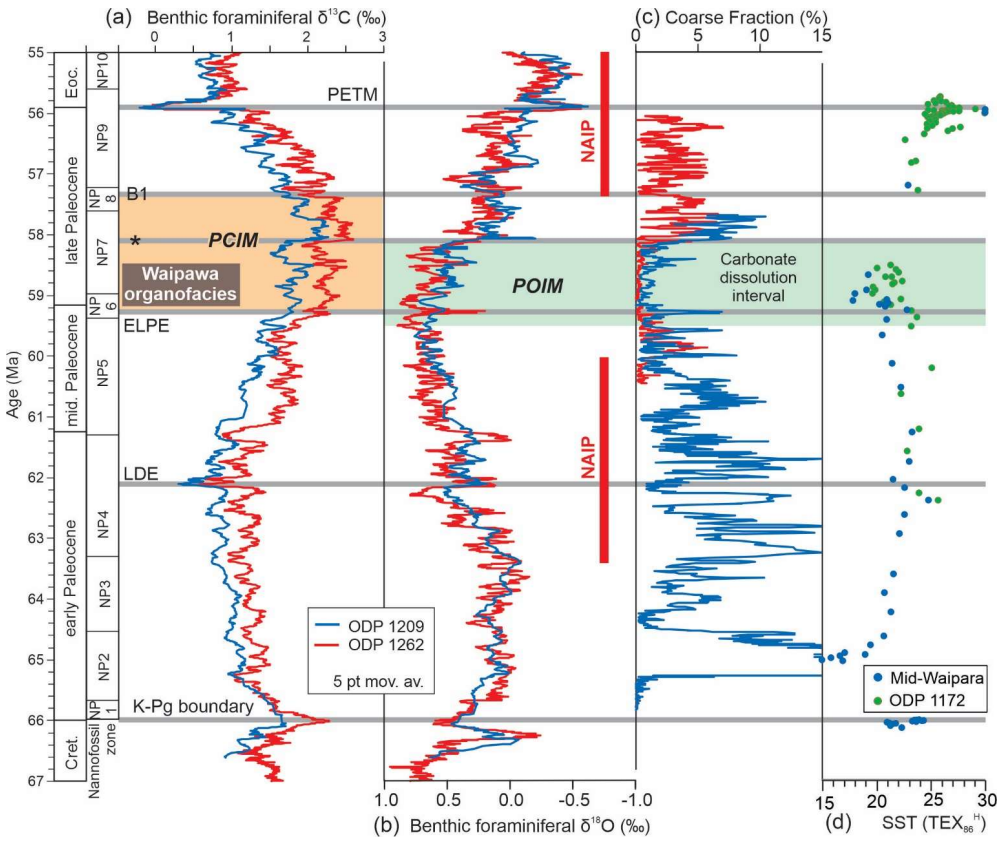 (a) Benthic foraminiferal δ13C (‰)
0 1 2 3
(c) Coarse Fraction (%)
0 5 10 15
Age (Ma)
55
56
57
58
59
60
61
62
63
64
65
66
67
Eoc.
late Paleocene
mid. Paleocene
early Paleocene
Cret.
NP10
NP9
NP 8
NP7
NP 6
NP5
NP4
NP3
NP2
NP 1
Nannofossil zone
PETM
B1
*
PCIM
Waipawa
organofacies
ELPE
LDE
K-Pg boundary
NAIP
POIM
NAIP
Carbonate
dissolution
interval
ODP 1209
ODP 1262
5 pt mov. av.
Mid-Waipara
ODP 1172
1.0 0.5 0.0 -0.5 -1.0
(b) Benthic foraminiferal δ18O (‰)
15 20 25 30
(d) SST (TEX86H)